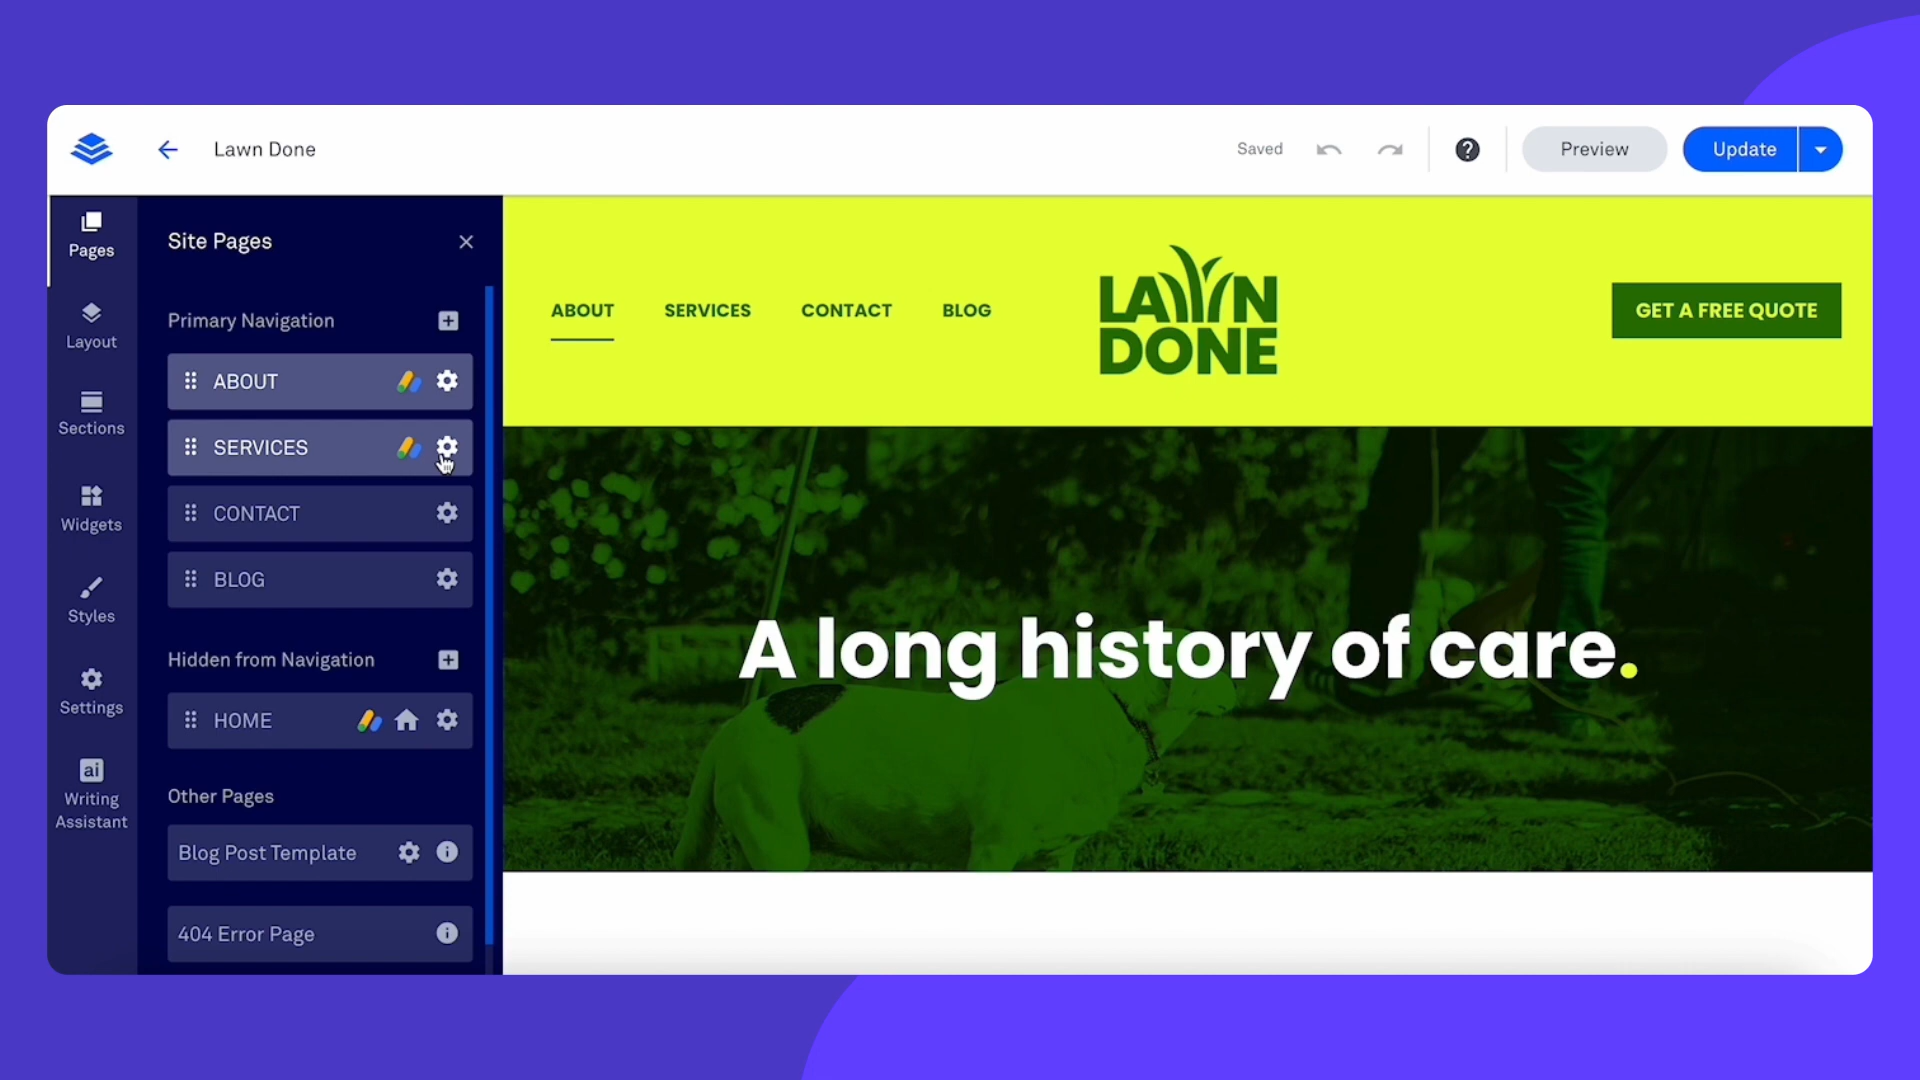 Lawn Done
Saved
?
Preview
Update
Pages
Layout
Sections
Widgets
Styles
Settings
ai
Writing
Assistant
Site Pages
Primary Navigation
ABOUT
SERVICES
CONTACT
BLOG
Hidden from Navigation
HOME
Other Pages
Blog Post Template
404 Error Page
ABOUT SERVICES CONTACT BLOG
LAWN
DONE
GET A FREE QUOTE
A long history of care.